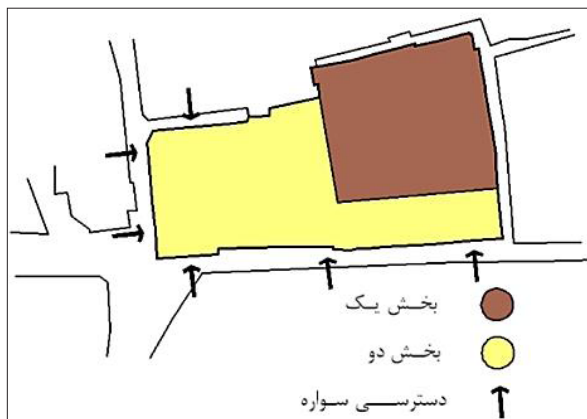 بخش یک
بخش دو
دسترسی سواره